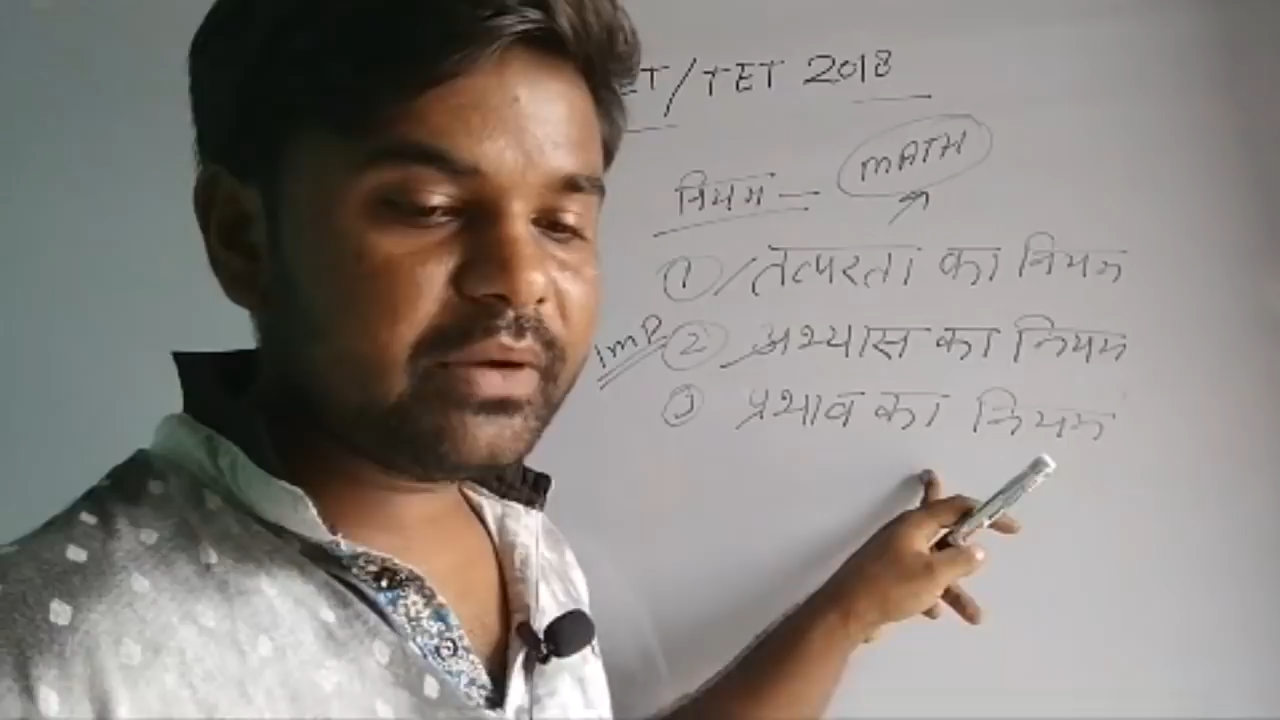 ET/TET 2018
नियम - MATH
① तत्परता का नियम
IMP ② अभ्यास का नियम
③ प्रभाव का नियम